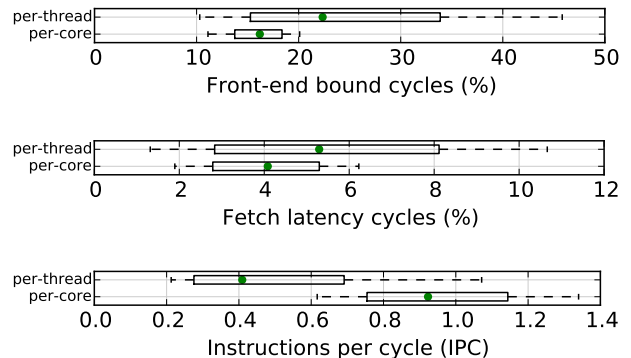 per-thread
per-core
0 10 20 30 40 50
Front-end bound cycles (%)
per-thread
per-core
0 2 4 6 8 10 12
Fetch latency cycles (%)
per-thread
per-core
0.0 0.2 0.4 0.6 0.8 1.0 1.2 1.4
Instructions per cycle (IPC)